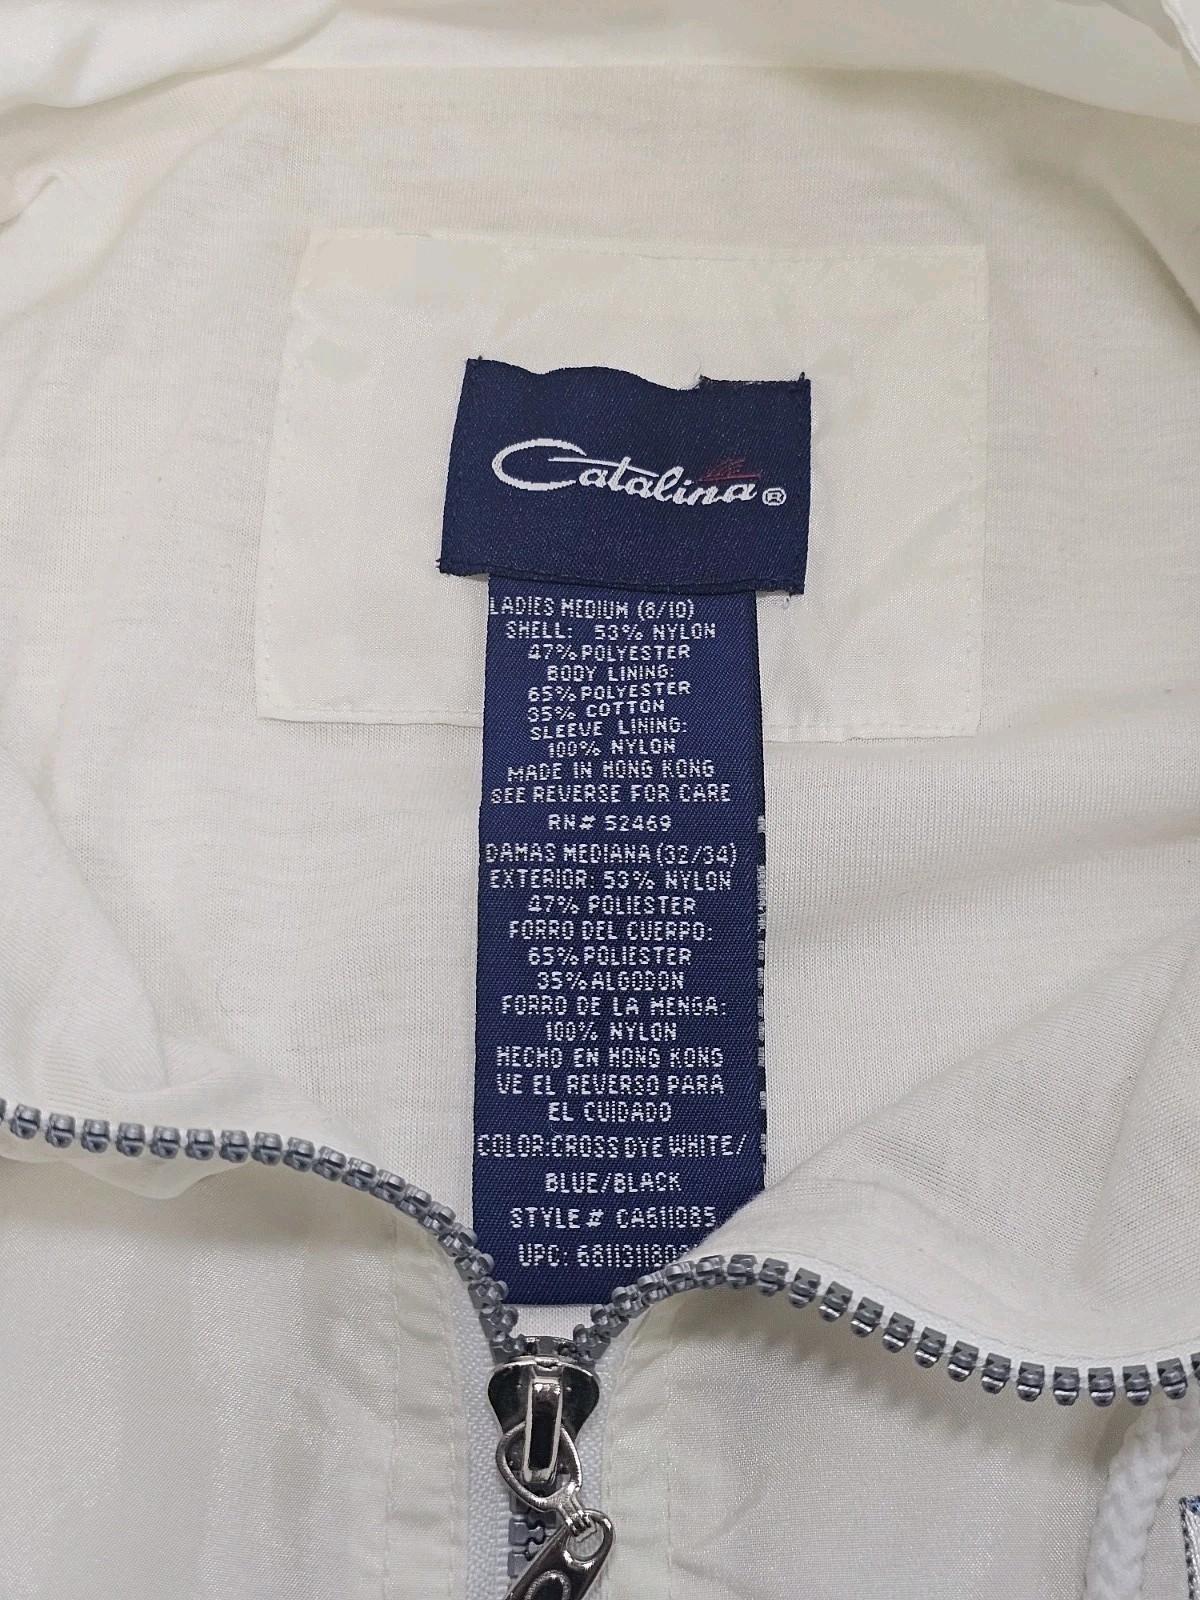 Catalina®
LADIES MEDIUM (8/10)
SHELL: 53% NYLON
47% POLYESTER
BODY LINING:
65% POLYESTER
35% COTTON
SLEEVE LINING:
100% NYLON
MADE IN HONG KONG
SEE REVERSE FOR CARE
RN# 52469
DAMAS MEDIANA (32/34)
EXTERIOR: 53% NYLON
47% POLIESTER
FORRO DEL CUERPO:
65% POLIESTER
35% ALGODON
FORRO DE LA MENGA:
100% NYLON
HECHO EN HONG KONG
VE EL REVERSO PARA
EL CUIDADO
COLOR:CROSS DYE WHITE/
BLUE/BLACK
STYLE# CA611085
UPC: